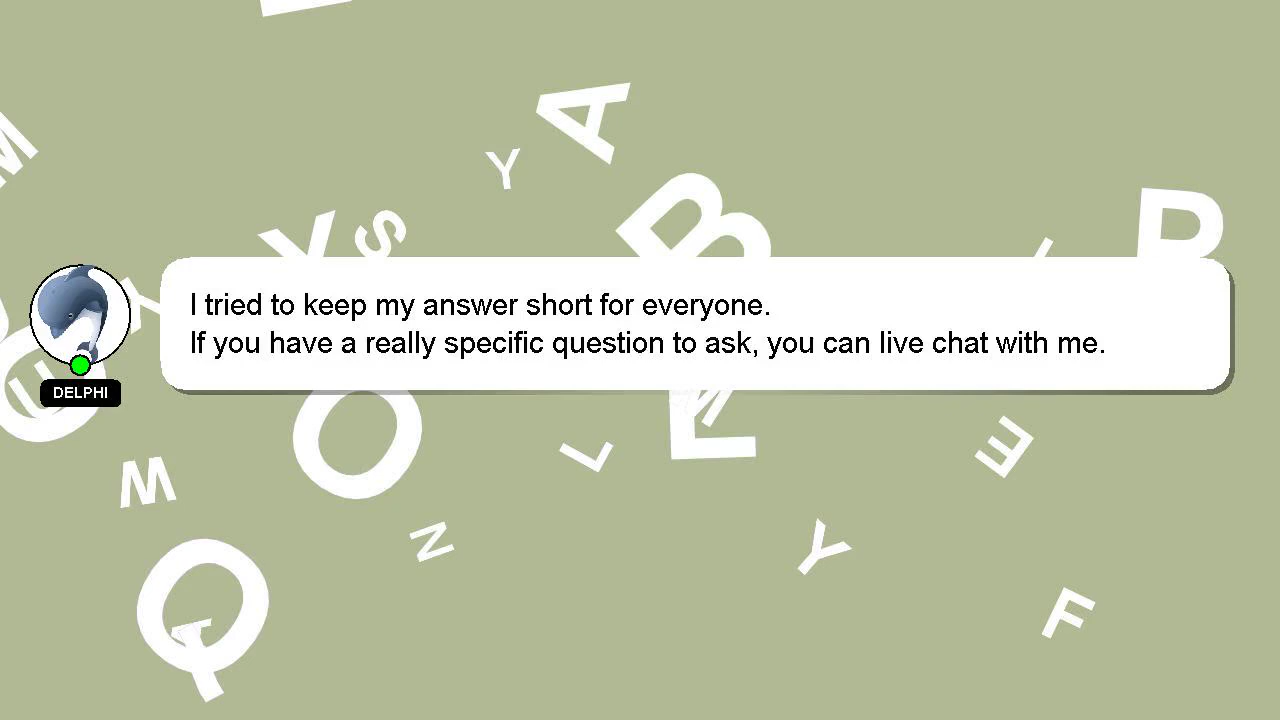 I tried to keep my answer short for everyone.
If you have a really specific question to ask, you can live chat with me.
DELPHI
M
A
Y
B
S
Y
R
W
O
L
E
N
Q
Y
F